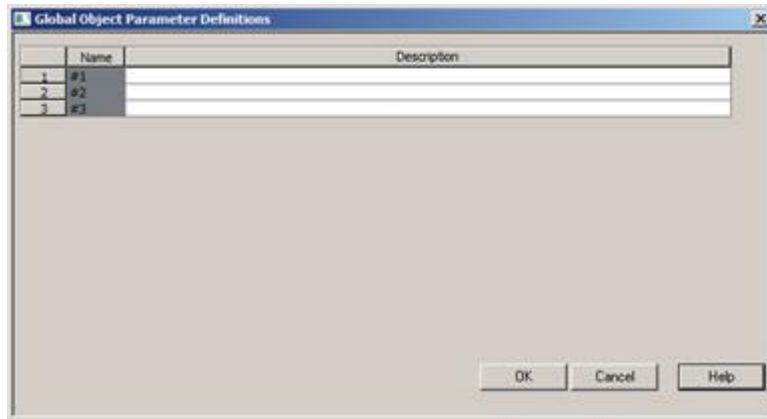 Global Object Parameter Definitions
Name Description
1 #1
2 #2
3 #3
OK Cancel Help